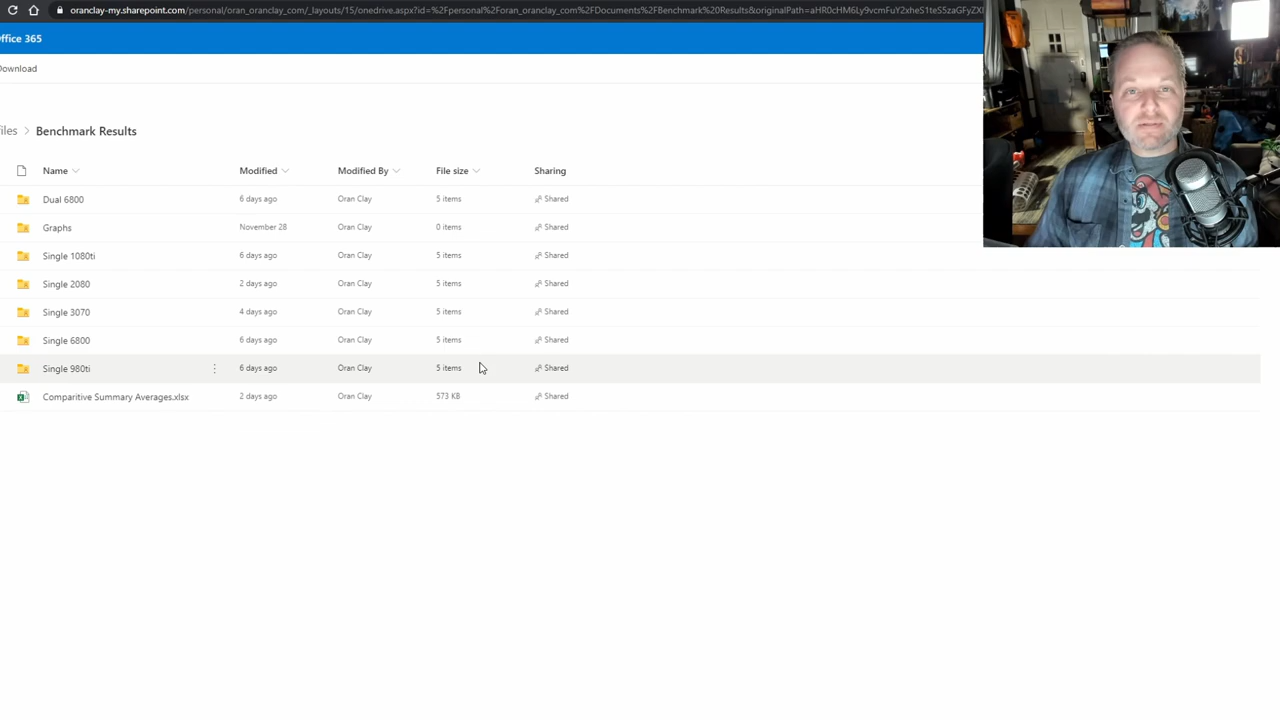 oranclay-my.sharepoint.com/personal/oran_oranclay_com/_layouts/15/onedrive.aspx?id=%2Fpersonal%2Foran_oranclay_com%2FDocuments%2FBenchmark%20Results&originalPath=
ffice 365
Download
iles > Benchmark Results
Name Modified Modified By File size Sharing
Dual 6800 6 days ago Oran Clay 5 items Shared
Graphs November 28 Oran Clay 0 items Shared
Single 1080ti 6 days ago Oran Clay 5 items Shared
Single 2080 2 days ago Oran Clay 5 items Shared
Single 3070 4 days ago Oran Clay 5 items Shared
Single 6800 6 days ago Oran Clay 5 items Shared
Single 980ti 6 days ago Oran Clay 5 items Shared
Comparitive Summary Averages.xlsx 2 days ago Oran Clay 573 KB Shared